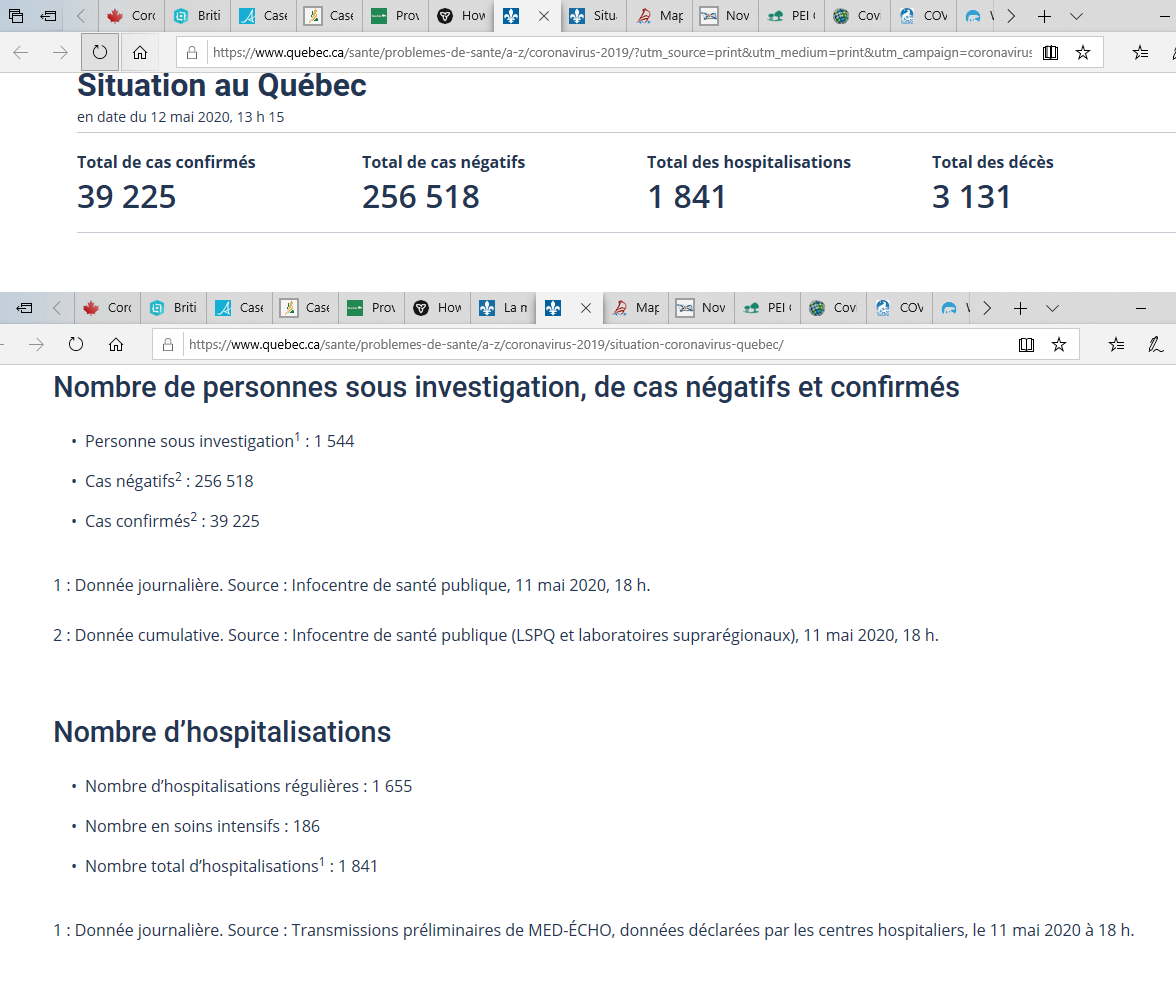 Corc Briti Case Case Prov How Situ Map Nov PEI Cov COV
https://www.quebec.ca/sante/problemes-de-sante/a-z/coronavirus-2019/?utm_source=print&utm_medium=print&utm_campaign=coronavirus
Situation au Québec
en date du 12 mai 2020, 13 h 15
Total de cas confirmés Total de cas négatifs Total des hospitalisations Total des décès
39 225 256 518 1 841 3 131
Corc Briti Case Case Prov How La m Map Nov PEI Cov COV
https://www.quebec.ca/sante/problemes-de-sante/a-z/coronavirus-2019/situation-coronavirus-quebec/
Nombre de personnes sous investigation, de cas négatifs et confirmés
• Personne sous investigation1 : 1 544
• Cas négatifs2 : 256 518
• Cas confirmés2 : 39 225
1 : Donnée journalière. Source : Infocentre de santé publique, 11 mai 2020, 18 h.
2 : Donnée cumulative. Source : Infocentre de santé publique (LSPQ et laboratoires suprarégionaux), 11 mai 2020, 18 h.
Nombre d'hospitalisations
• Nombre d'hospitalisations régulières : 1 655
• Nombre en soins intensifs : 186
• Nombre total d'hospitalisations1 : 1 841
1 : Donnée journalière. Source : Transmissions préliminaires de MED-ÉCHO, données déclarées par les centres hospitaliers, le 11 mai 2020 à 18 h.